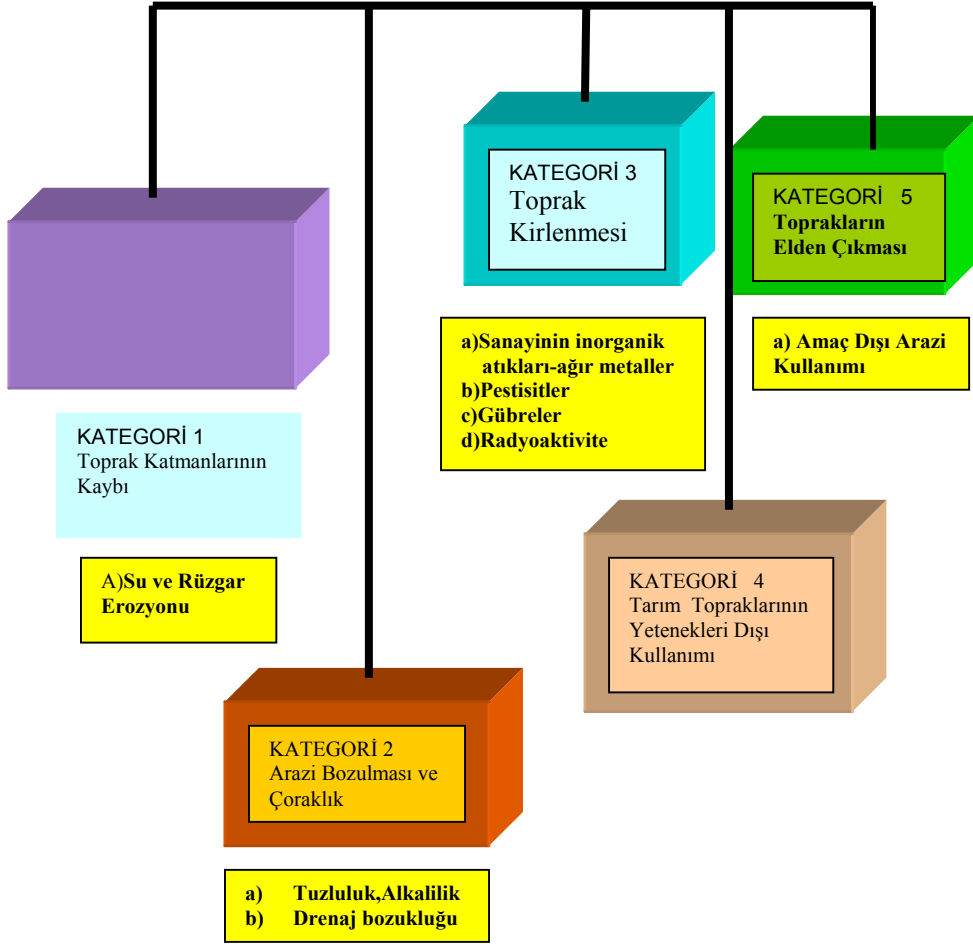 KATEGORİ 1
Toprak Katmanlarının
Kaybı
A)Su ve Rüzgar
Erozyonu
KATEGORİ 2
Arazi Bozulması ve
Çoraklık
a) Tuzluluk,Alkalilik
b) Drenaj bozukluğu
KATEGORİ 3
Toprak
Kirlenmesi
a)Sanayinin inorganik
atıkları-ağır metaller
b)Pestisitler
c)Gübreler
d)Radyoaktivite
KATEGORİ 4
Tarım Topraklarının
Yetenekleri Dışı
Kullanımı
KATEGORİ 5
Toprakların
Elden Çıkması
a) Amaç Dışı Arazi
Kullanımı